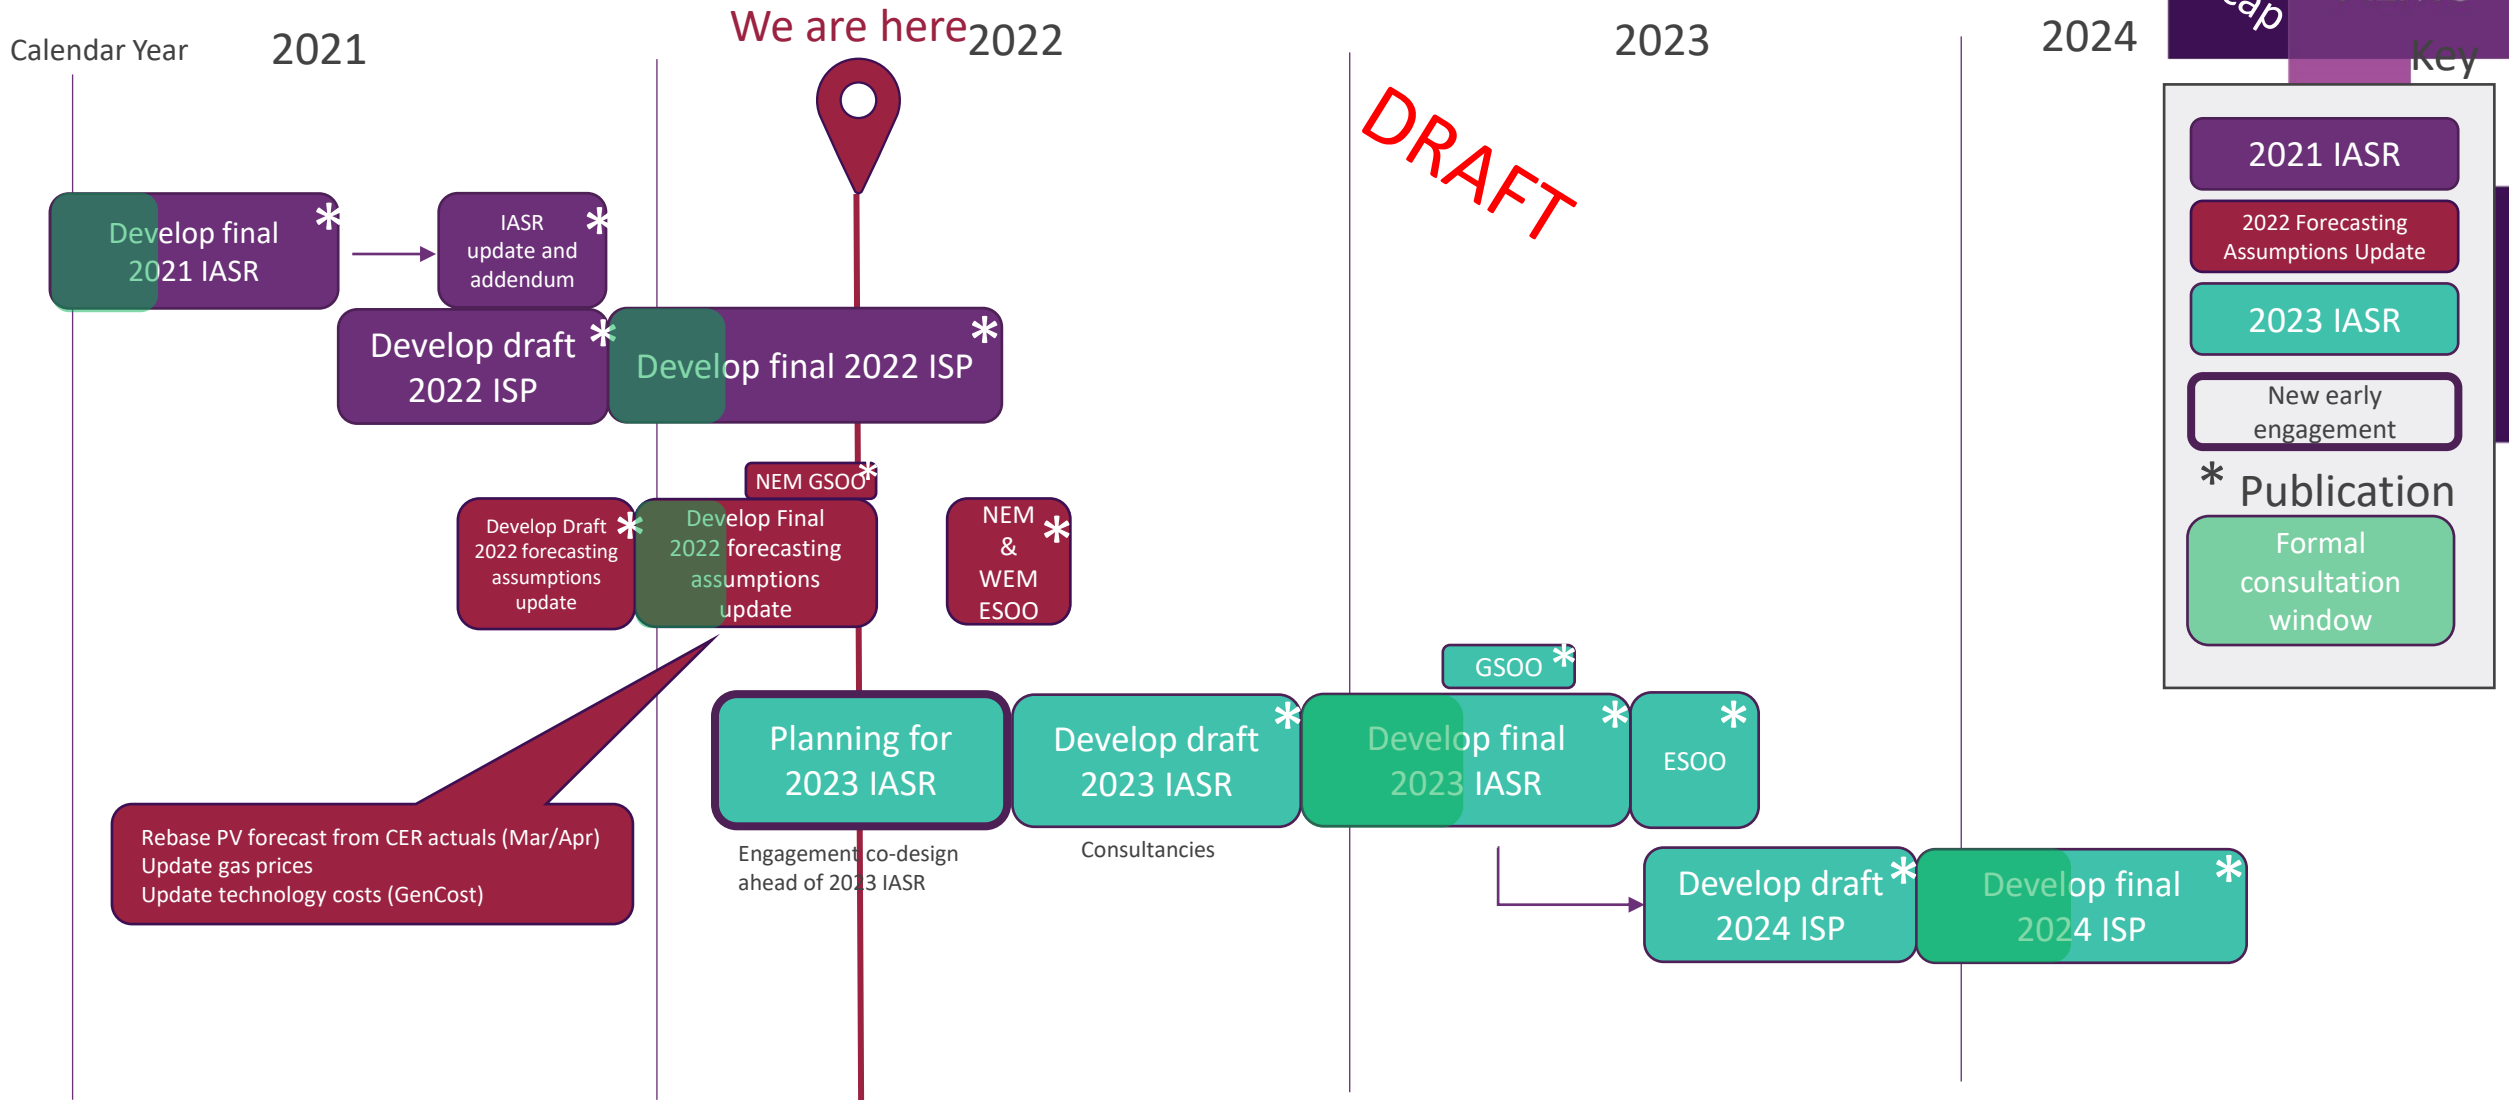 We are here
Calendar Year
2021
2022
2023
2024
Key
DRAFT
Develop final
2021 IASR
*
IASR
update and
addendum
*
Develop draft
2022 ISP
*
Develop final 2022 ISP
*
NEM GSOO
*
Develop Draft
2022 forecasting
assumptions
update
*
Develop Final
2022 forecasting
assumptions
update
NEM
&
WEM
ESOO
*
GSOO
*
Planning for
2023 IASR
Develop draft
2023 IASR
*
Develop final
2023 IASR
*
ESOO
*
Engagement co-design
ahead of 2023 IASR
Consultancies
Rebase PV forecast from CER actuals (Mar/Apr)
Update gas prices
Update technology costs (GenCost)
Develop draft
2024 ISP
*
Develop final
2024 ISP
*
2021 IASR
2022 Forecasting
Assumptions Update
2023 IASR
New early
engagement
* Publication
Formal
consultation
window